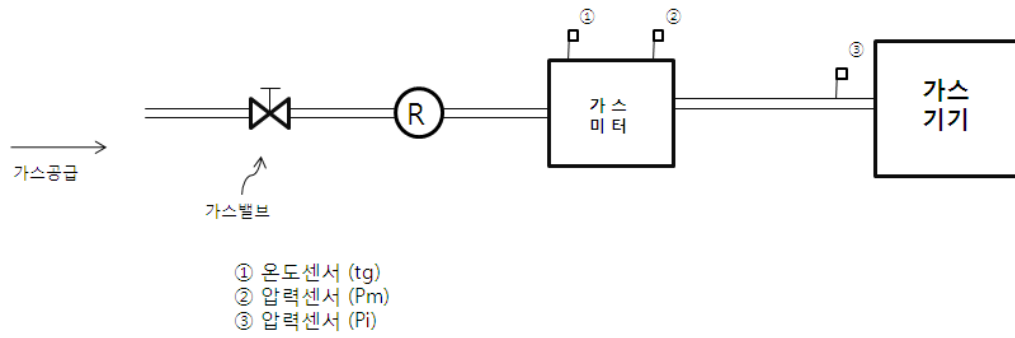 ①
②
③
가스
기기
가 스
미 터
R
가스공급
가스밸브
① 온도센서 (tg)
② 압력센서 (Pm)
③ 압력센서 (Pi)